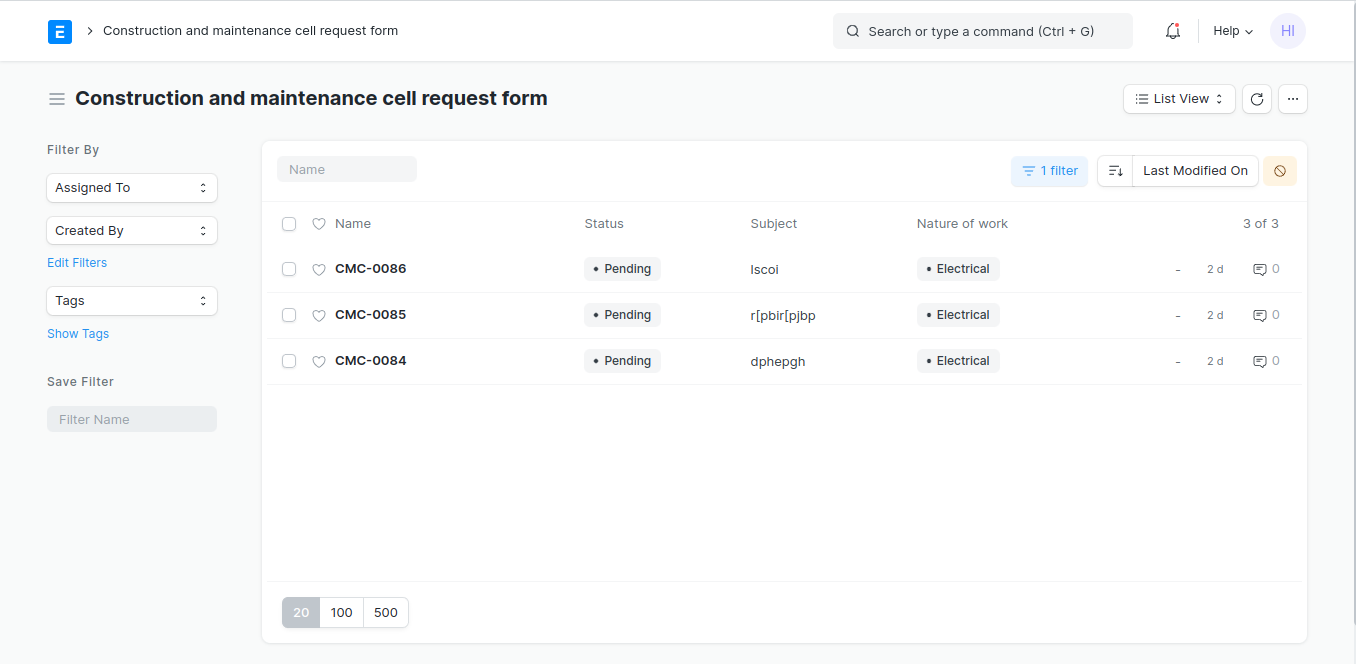 E
Construction and maintenance cell request form
Search or type a command (Ctrl + G)
Help
HI
Construction and maintenance cell request form
List View
Filter By
Assigned To
Created By
Edit Filters
Tags
Show Tags
Save Filter
Filter Name
Name
1 filter
Last Modified On
Name Status Subject Nature of work 3 of 3
CMC-0086 • Pending lscoi • Electrical - 2 d 0
CMC-0085 • Pending r[pbir[pjbp • Electrical - 2 d 0
CMC-0084 • Pending dphepgh • Electrical - 2 d 0
20 100 500